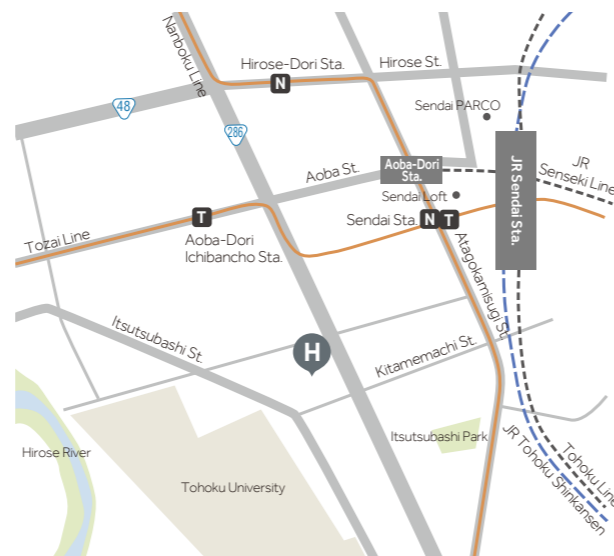 Nanboku Line
Hirose-Dori Sta.
Hirose St.
N
48
Sendai PARCO
286
Aoba St.
Aoba-Dori
Sta.
JR Sendai Sta.
JR
Senseki Line
Sendai Loft
T
Sendai Sta.
N
T
Tozai Line
Aoba-Dori
Ichibancho Sta.
Atagokamisugi St.
Itsutsubashi St.
H
Kitamemachi St.
Itsutsubashi Park
Hirose River
Tohoku University
JR Tohoku Shinkansen
Tohoku Line